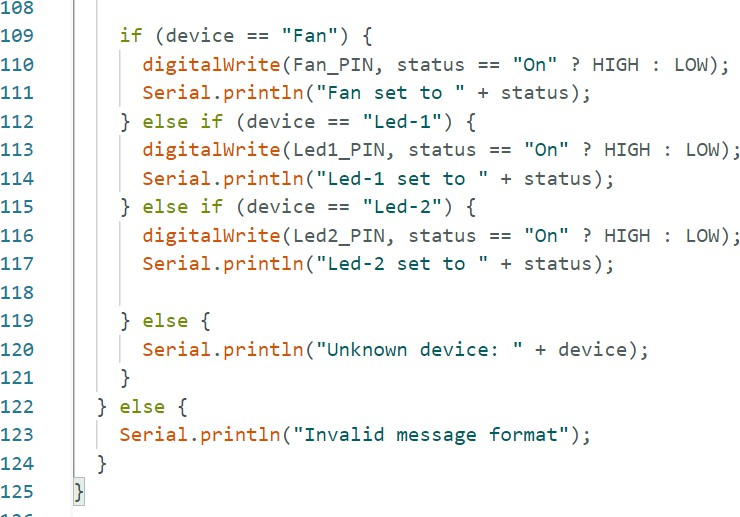 108
109 if (device == "Fan") {
110 digitalWrite(Fan_PIN, status == "On" ? HIGH : LOW);
111 Serial.println("Fan set to " + status);
112 } else if (device == "Led-1") {
113 digitalWrite(Led1_PIN, status == "On" ? HIGH : LOW);
114 Serial.println("Led-1 set to " + status);
115 } else if (device == "Led-2") {
116 digitalWrite(Led2_PIN, status == "On" ? HIGH : LOW);
117 Serial.println("Led-2 set to " + status);
118
119 } else {
120 Serial.println("Unknown device: " + device);
121 }
122 } else {
123 Serial.println("Invalid message format");
124 }
125 }